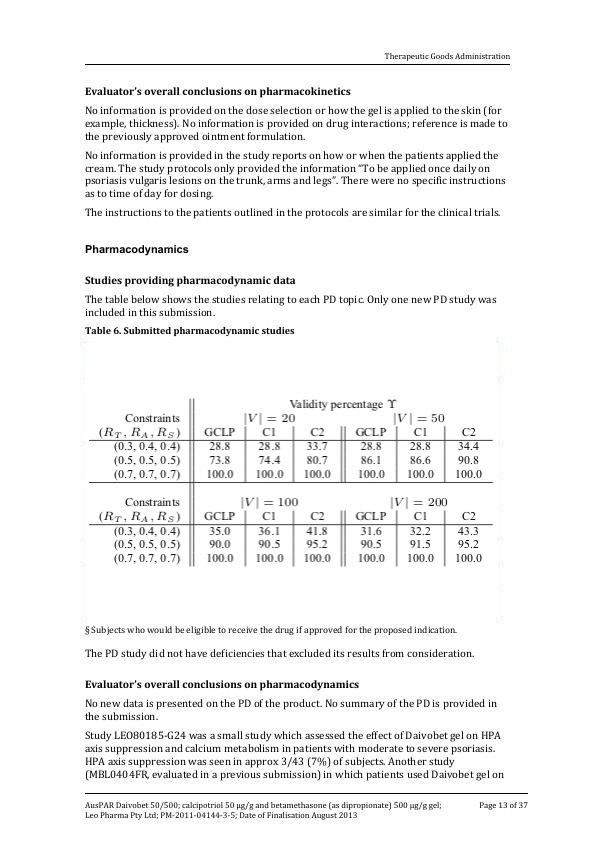 Therapeutic Goods Administration
Evaluator's overall conclusions on pharmacokinetics
No information is provided on the dose selection or how the gel is applied to the skin (for
example, thickness). No information is provided on drug interactions; reference is made to
the previously approved ointment formulation.
No information is provided in the study reports on how or when the patients applied the
cream. The study protocols only provided the information "To be applied once daily on
psoriasis vulgaris lesions on the trunk, arms and legs". There were no specific instructions
as to time of day for dosing.
The instructions to the patients outlined in the protocols are similar for the clinical trials.
Pharmacodynamics
Studies providing pharmacodynamic data
The table below shows the studies relating to each PD topic. Only one new PD study was
included in this submission.
Table 6. Submitted pharmacodynamic studies
Validity percentage ϒ
Constraints |V| = 20 |V| = 50
(R_T, R_A, R_S) GCLP C1 C2 GCLP C1 C2
(0.3, 0.4, 0.4) 28.8 28.8 33.7 28.8 28.8 34.4
(0.5, 0.5, 0.5) 73.8 74.4 80.7 86.1 86.6 90.8
(0.7, 0.7, 0.7) 100.0 100.0 100.0 100.0 100.0 100.0
Constraints |V| = 100 |V| = 200
(R_T, R_A, R_S) GCLP C1 C2 GCLP C1 C2
(0.3, 0.4, 0.4) 35.0 36.1 41.8 31.6 32.2 43.3
(0.5, 0.5, 0.5) 90.0 90.5 95.2 90.5 91.5 95.2
(0.7, 0.7, 0.7) 100.0 100.0 100.0 100.0 100.0 100.0
§ Subjects who would be eligible to receive the drug if approved for the proposed indication.
The PD study did not have deficiencies that excluded its results from consideration.
Evaluator's overall conclusions on pharmacodynamics
No new data is presented on the PD of the product. No summary of the PD is provided in
the submission.
Study LEO80185-G24 was a small study which assessed the effect of Daivobet gel on HPA
axis suppression and calcium metabolism in patients with moderate to severe psoriasis.
HPA axis suppression was seen in approx 3/43 (7%) of subjects. Another study
(MBL0404FR, evaluated in a previous submission) in which patients used Daivobet gel on
AusPAR Daivobet 50/500; calcipotriol 50 µg/g and betamethasone (as dipropionate) 500 µg/g gel; Page 13 of 37
Leo Pharma Pty Ltd; PM-2011-04144-3-5; Date of Finalisation August 2013